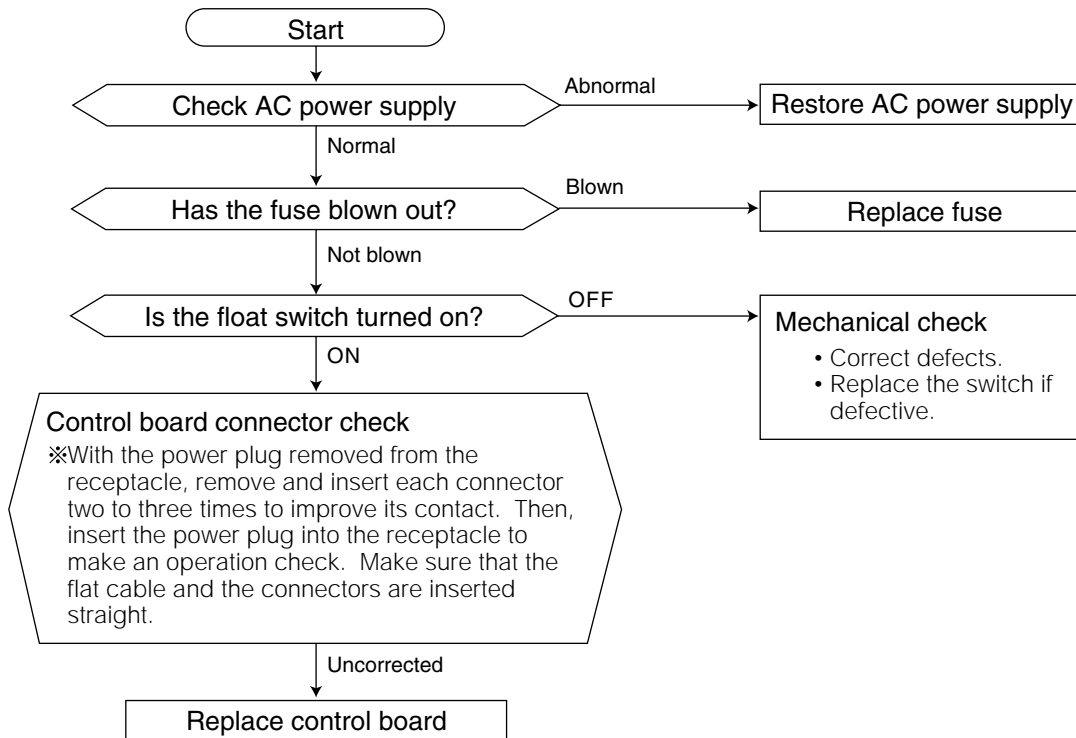 Start
Check AC power supply
Abnormal
Restore AC power supply
Normal
Has the fuse blown out?
Blown
Replace fuse
Not blown
Is the float switch turned on?
OFF
Mechanical check
• Correct defects.
• Replace the switch if
defective.
ON
Control board connector check
※With the power plug removed from the
receptacle, remove and insert each connector
two to three times to improve its contact.  Then,
insert the power plug into the receptacle to
make an operation check.  Make sure that the
flat cable and the connectors are inserted
straight.
Uncorrected
Replace control board